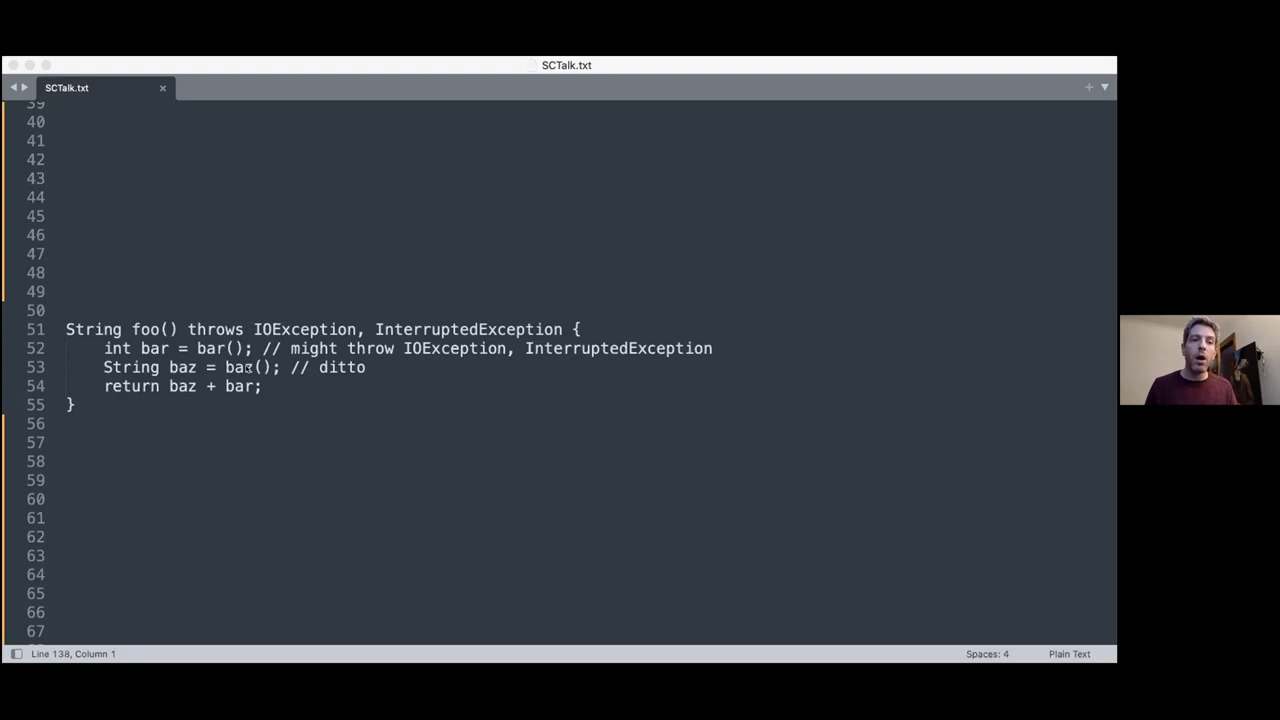 SCTalk.txt
SCTalk.txt
39
40
41
42
43
44
45
46
47
48
49
50
51 String foo() throws IOException, InterruptedException {
52 int bar = bar(); // might throw IOException, InterruptedException
53 String baz = baz(); // ditto
54 return baz + bar;
55 }
56
57
58
59
60
61
62
63
64
65
66
67
Line 138, Column 1
Spaces: 4
Plain Text